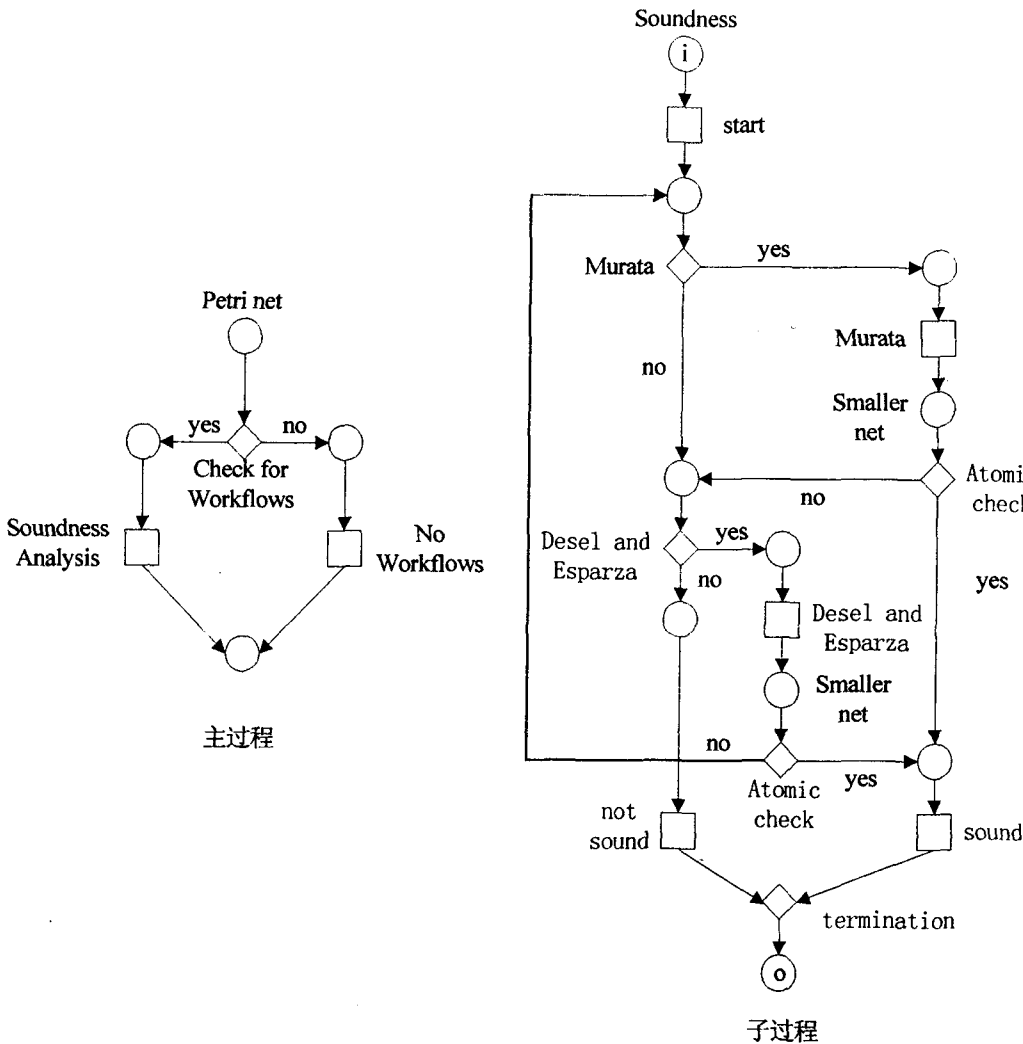 Petri net
yes
no
Check for
Workflows
Soundness
Analysis
No
Workflows
主过程
Soundness
i
start
Murata
yes
no
Murata
Smaller
net
no
Atomi
check
yes
Desel and
Esparza
yes
no
Desel and
Esparza
Smaller
net
no
yes
Atomic
check
not
sound
sound
termination
o
子过程